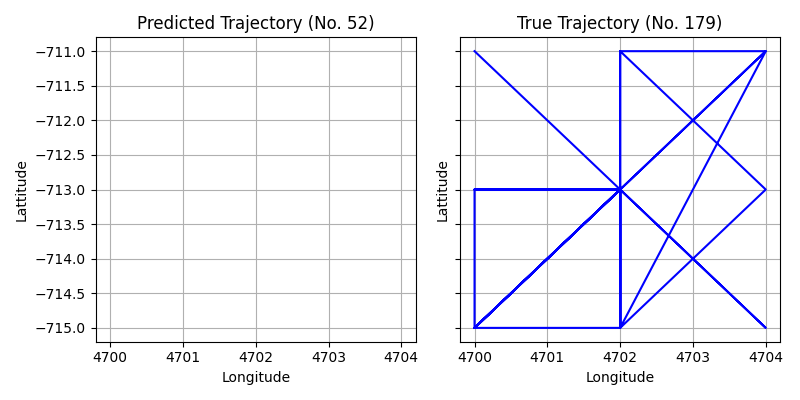 Predicted Trajectory (No. 52)
Lattitude
−711.0
−711.5
−712.0
−712.5
−713.0
−713.5
−714.0
−714.5
−715.0
4700 4701 4702 4703 4704
Longitude
True Trajectory (No. 179)
Lattitude
4700 4701 4702 4703 4704
Longitude